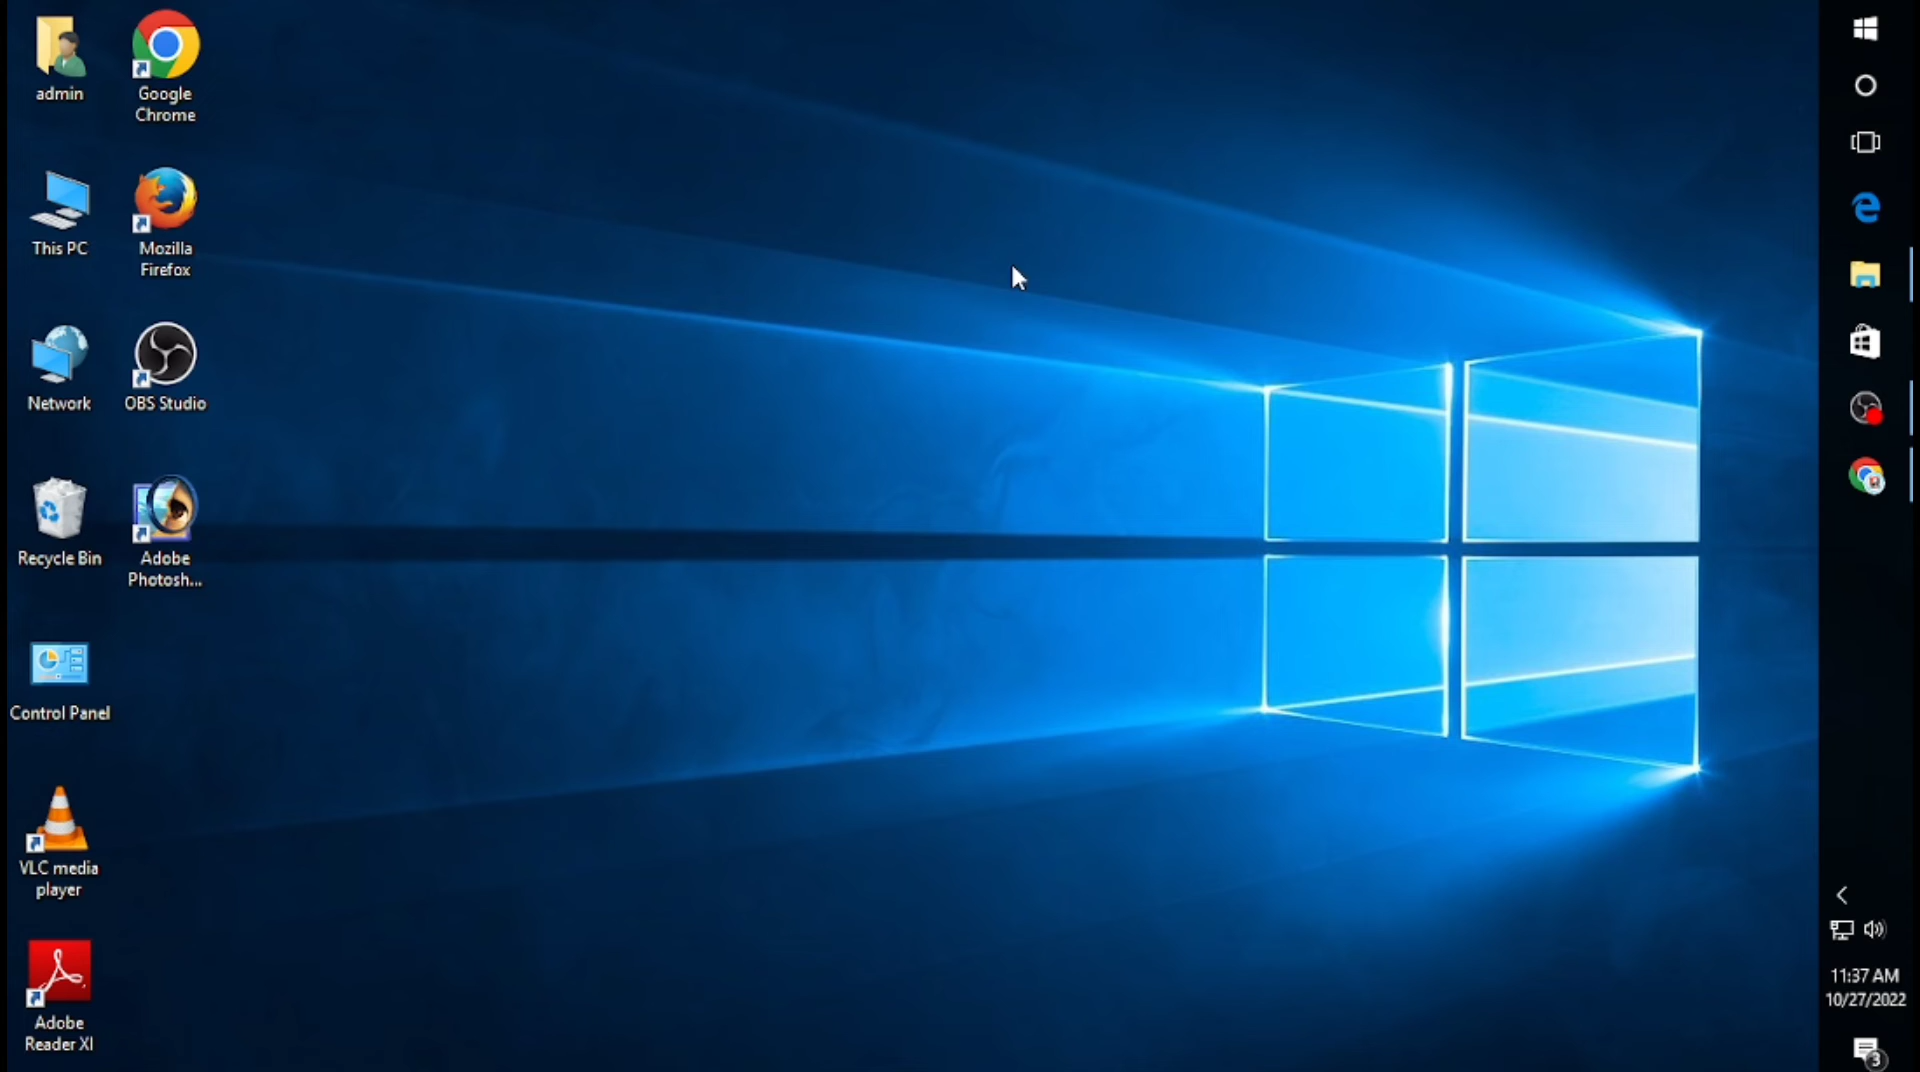 admin
Google
Chrome
This PC
Mozilla
Firefox
Network
OBS Studio
Recycle Bin
Adobe
Photosh...
Control Panel
VLC media
player
Adobe
Reader XI
11:37 AM
10/27/2022
3